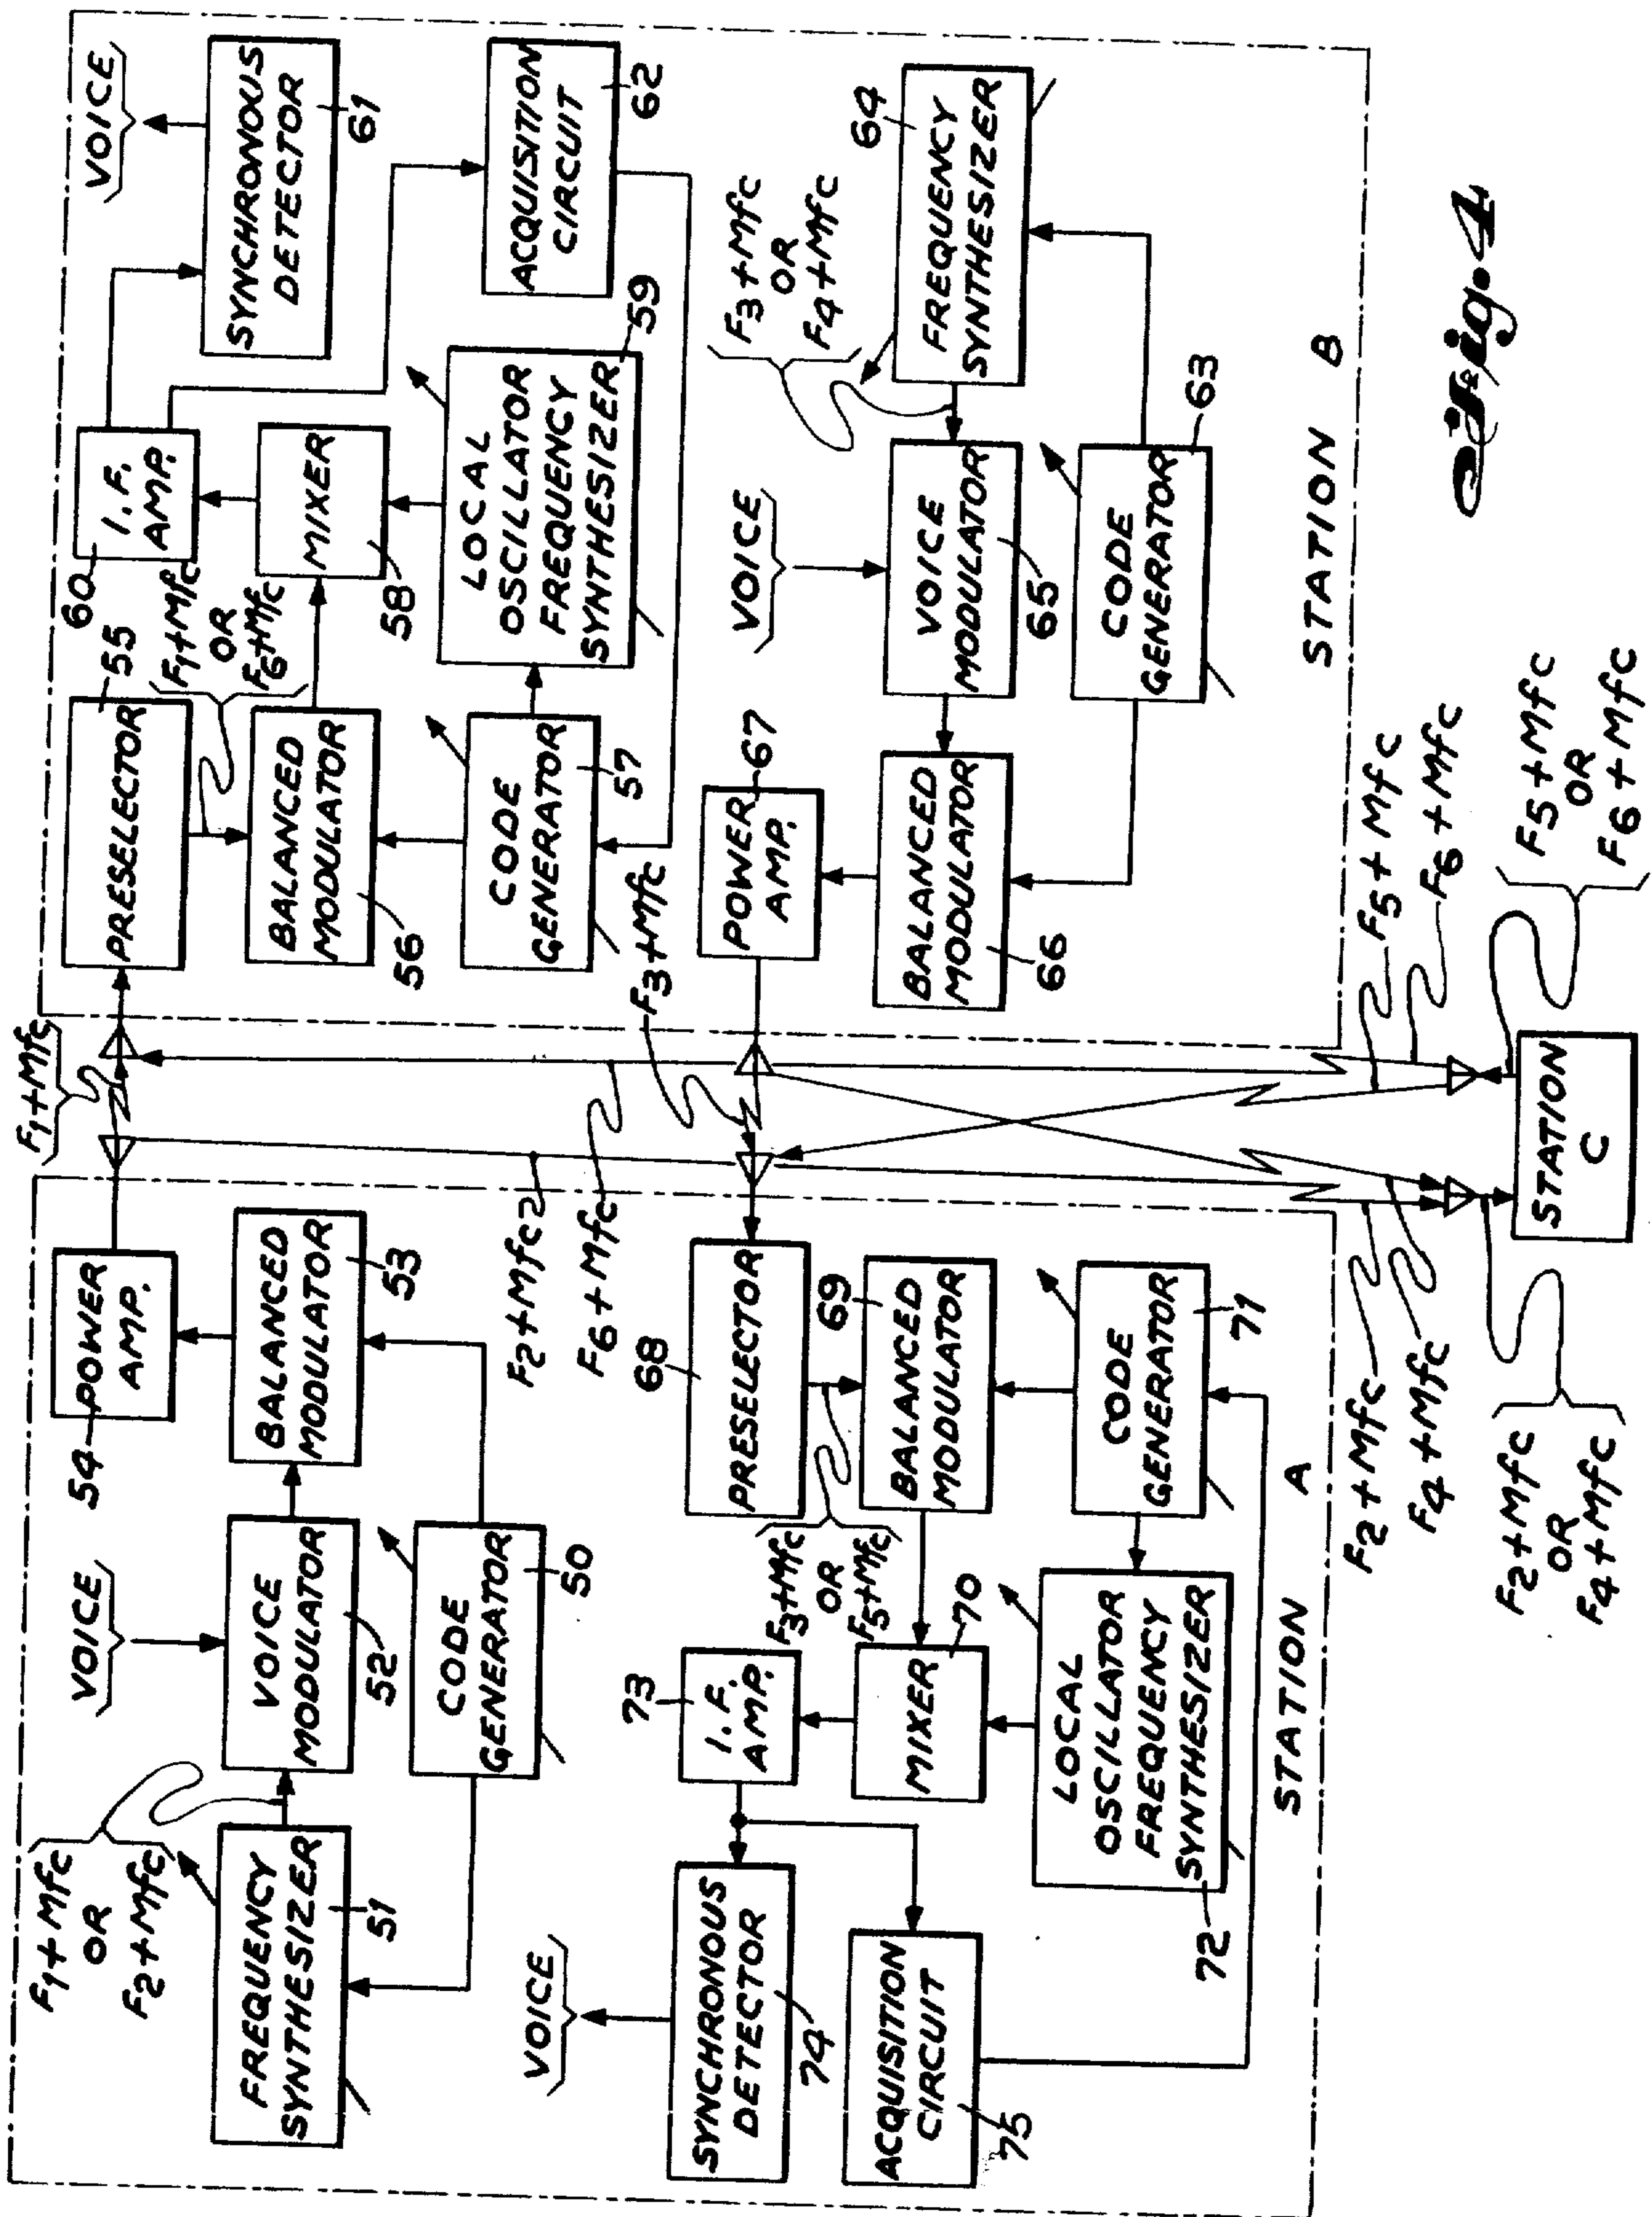 F1+Mfc
OR
F2+Mfc
FREQUENCY
SYNTHESIZER
51
VOICE
VOICE
MODULATOR
52
CODE
GENERATOR
50
54
POWER
AMP.
BALANCED
MODULATOR
53
F1+Mfc
F2+Mfc
F6+Mfc
F3+Mfc
VOICE
SYNCHRONOUS
DETECTOR
74
ACQUISITION
CIRCUIT
75
73
I.F.
AMP.
MIXER
70
LOCAL
OSCILLATOR
FREQUENCY
SYNTHESIZER
72
F3+Mfc
OR
F5+Mfc
68
PRESELECTOR
69
BALANCED
MODULATOR
CODE
GENERATOR
71
STATION A
PRESELECTOR
55
60
I.F.
AMP.
F1+Mfc
OR
F6+Mfc
BALANCED
MODULATOR
56
MIXER
58
CODE
GENERATOR
57
LOCAL
OSCILLATOR
FREQUENCY
SYNTHESIZER
59
VOICE
SYNCHRONOUS
DETECTOR
61
ACQUISITION
CIRCUIT
62
POWER
AMP.
67
BALANCED
MODULATOR
66
VOICE
VOICE
MODULATOR
65
CODE
GENERATOR
63
F3+Mfc
OR
F4+Mfc
64
FREQUENCY
SYNTHESIZER
STATION B
F2+Mfc
F4+Mfc
F2+Mfc
OR
F4+Mfc
STATION
C
F5+Mfc
F6+Mfc
F5+Mfc
OR
F6+Mfc
Fig. 4